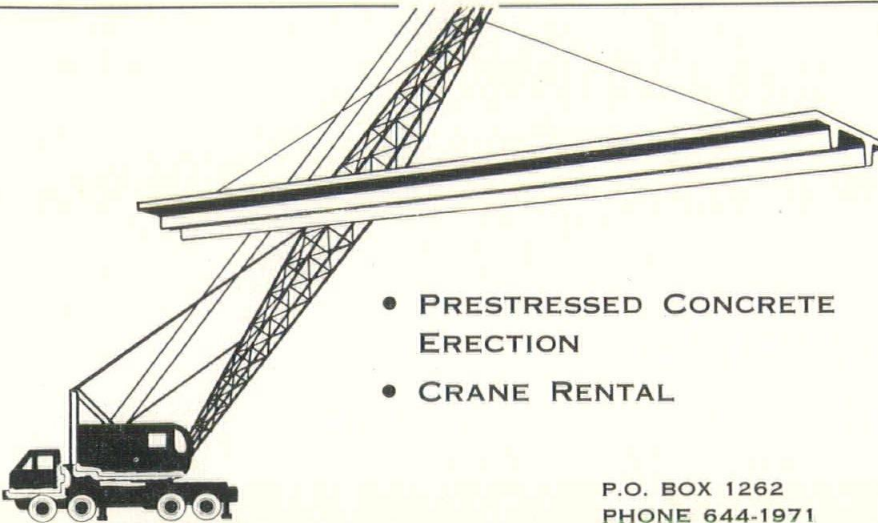 • PRESTRESSED CONCRETE
ERECTION
• CRANE RENTAL
P.O. BOX 1262
PHONE 644-1971